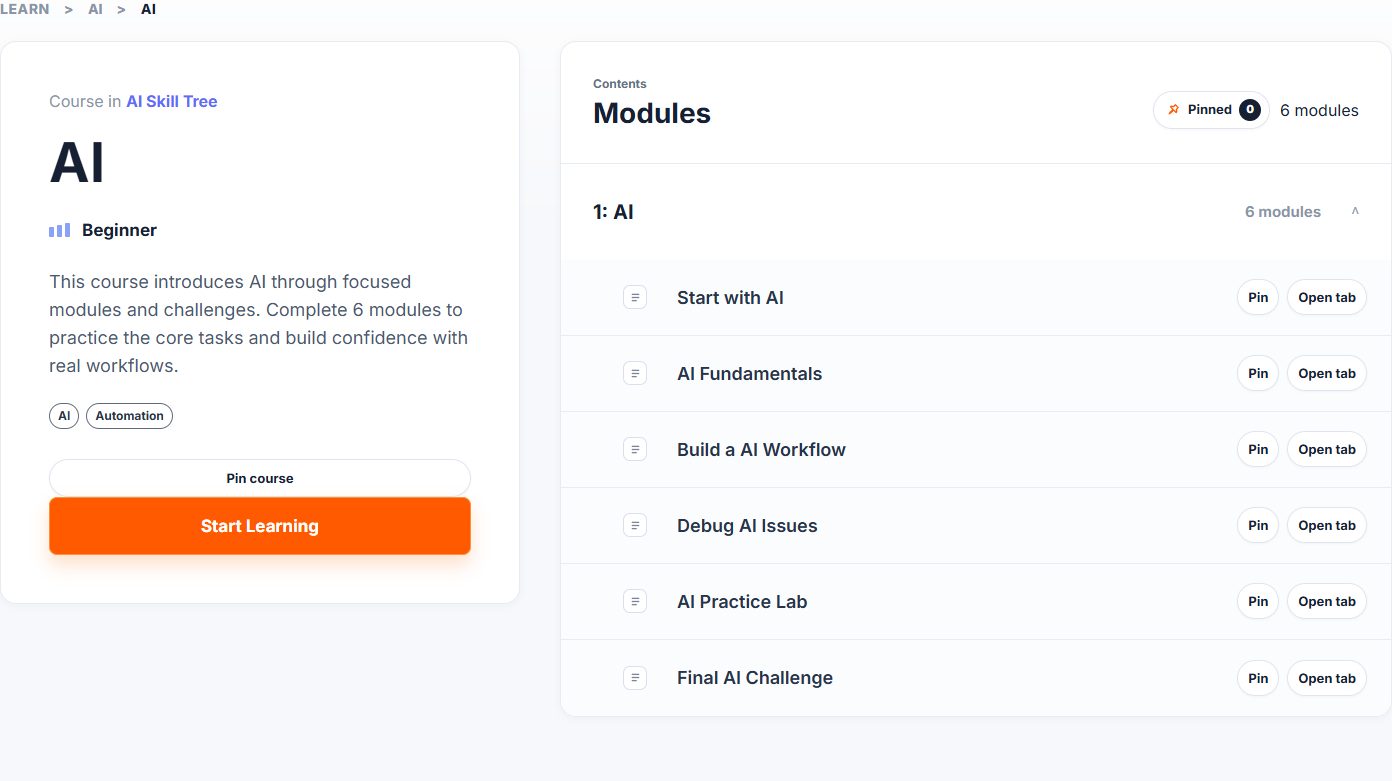 LEARN > AI > AI
Course in AI Skill Tree
AI
Beginner
This course introduces AI through focused
modules and challenges. Complete 6 modules to
practice the core tasks and build confidence with
real workflows.
AI Automation
Pin course
Start Learning
Contents
Modules
Pinned 0 6 modules
1: AI 6 modules ^
Start with AI Pin Open tab
AI Fundamentals Pin Open tab
Build a AI Workflow Pin Open tab
Debug AI Issues Pin Open tab
AI Practice Lab Pin Open tab
Final AI Challenge Pin Open tab